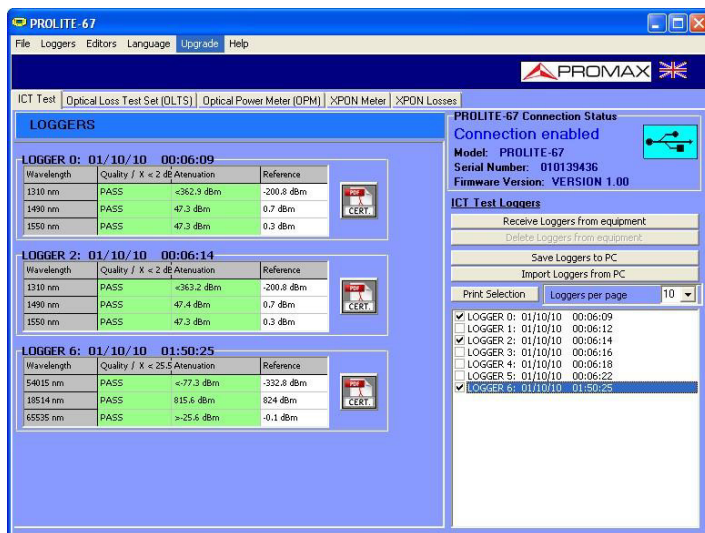 PROLITE-67
File Loggers Editors Language Upgrade Help
PROMAX
ICT Test Optical Loss Test Set (OLTS) Optical Power Meter (OPM) XPON Meter XPON Losses
LOGGERS
LOGGER 0: 01/10/10 00:06:09
Wavelength Quality / X < 2 dB Atenuation Reference
1310 nm PASS <362.9 dBm -200.8 dBm
1490 nm PASS 47.3 dBm 0.7 dBm
1550 nm PASS 47.3 dBm 0.3 dBm
PDF
CERT.
LOGGER 2: 01/10/10 00:06:14
Wavelength Quality / X < 2 dB Atenuation Reference
1310 nm PASS <363.2 dBm -200.8 dBm
1490 nm PASS 47.4 dBm 0.7 dBm
1550 nm PASS 47.3 dBm 0.3 dBm
PDF
CERT.
LOGGER 6: 01/10/10 01:50:25
Wavelength Quality / X < 25.5 Atenuation Reference
54015 nm PASS <-77.3 dBm -332.8 dBm
18514 nm PASS 815.6 dBm 824 dBm
65535 nm PASS >-25.6 dBm -0.1 dBm
PDF
CERT.
PROLITE-67 Connection Status
Connection enabled
Model: PROLITE-67
Serial Number: 010139436
Firmware Version: VERSION 1.00
ICT Test Loggers
Receive Loggers from equipment
Delete Loggers from equipment
Save Loggers to PC
Import Loggers from PC
Print Selection Loggers per page 10
LOGGER 0: 01/10/10 00:06:09
LOGGER 1: 01/10/10 00:06:12
LOGGER 2: 01/10/10 00:06:14
LOGGER 3: 01/10/10 00:06:16
LOGGER 4: 01/10/10 00:06:18
LOGGER 5: 01/10/10 00:06:22
LOGGER 6: 01/10/10 01:50:25